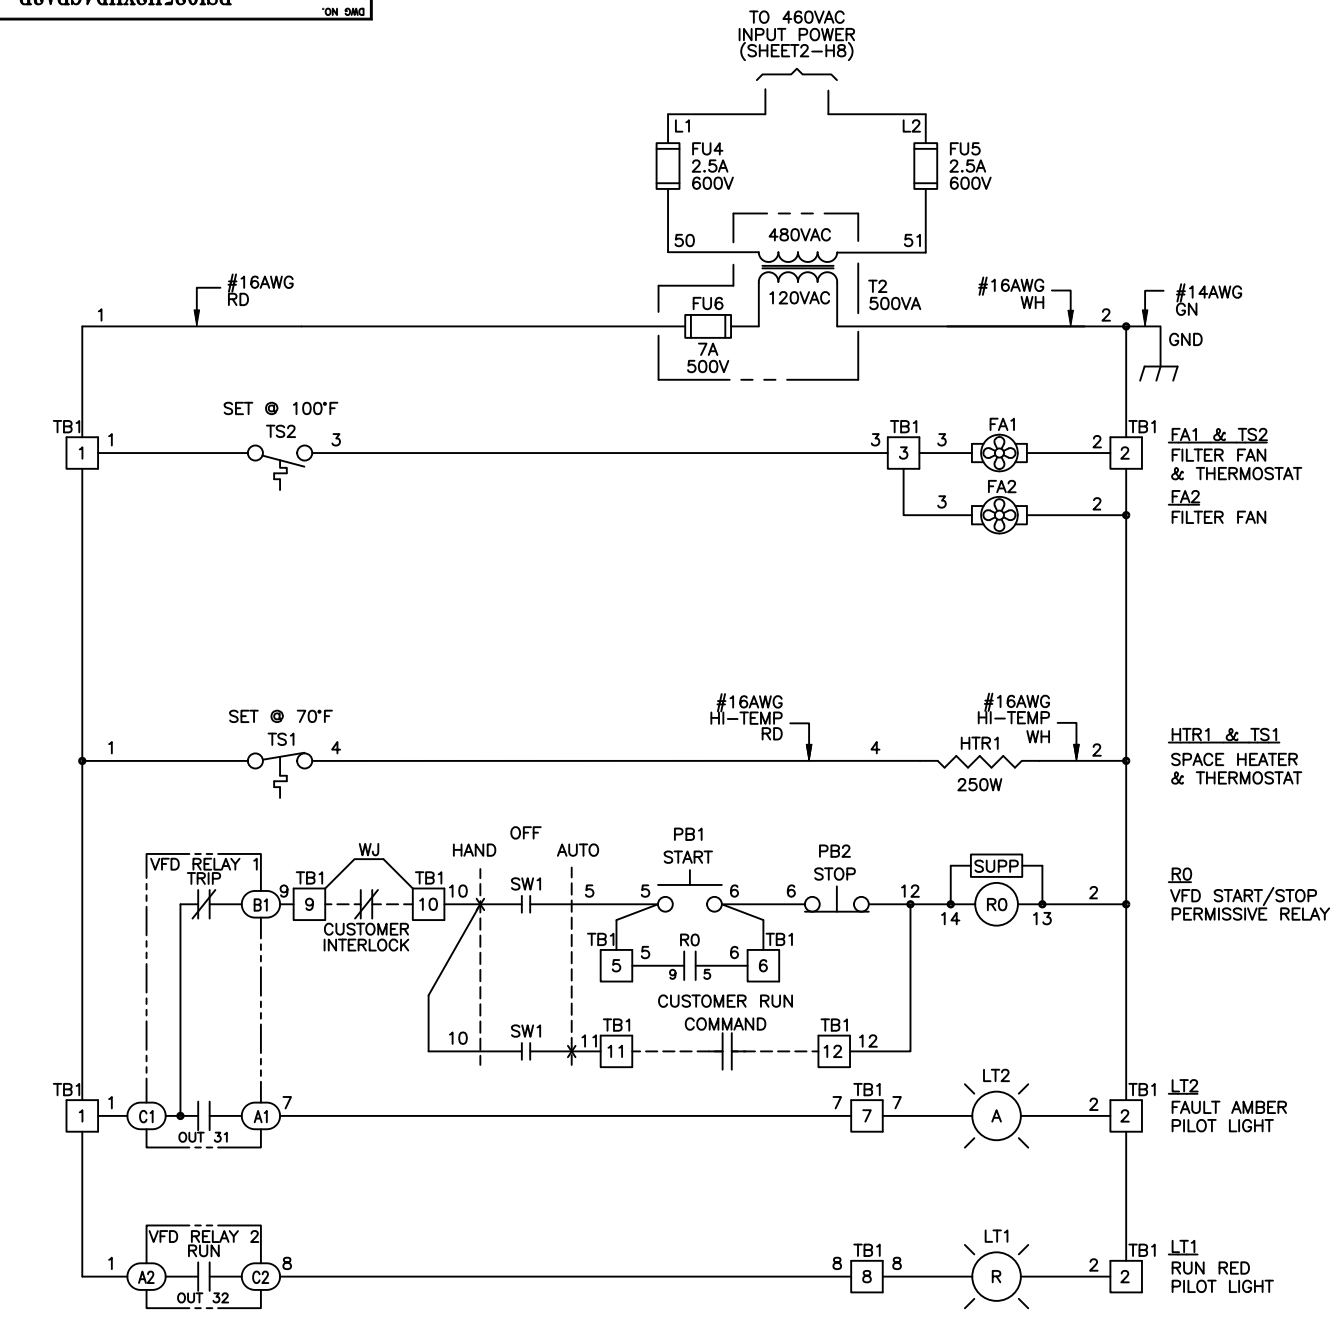 DWG NO.
TO 460VAC
INPUT POWER
(SHEET2-H8)
L1
L2
FU4
2.5A
600V
FU5
2.5A
600V
50
480VAC
51
120VAC
T2
500VA
FU6
7A
500V
1
#16AWG
RD
#16AWG
WH
2
#14AWG
GN
GND
SET @ 100°F
TB1
1
1
TS2
3
3
TB1
3
3
FA1
2
TB1
2
FA1 & TS2
FILTER FAN
& THERMOSTAT
3
FA2
2
FA2
FILTER FAN
SET @ 70°F
1
TS1
4
#16AWG
HI-TEMP
RD
4
HTR1
250W
#16AWG
HI-TEMP
WH
2
HTR1 & TS1
SPACE HEATER
& THERMOSTAT
VFD RELAY 1
TRIP
B1
9
TB1
9
WJ
CUSTOMER
INTERLOCK
TB1
10
10
HAND
OFF
AUTO
SW1
5
5
PB1
START
6
6
PB2
STOP
12
14
SUPP
R0
13
2
R0
VFD START/STOP
PERMISSIVE RELAY
TB1
5
5
R0
9
5
6
TB1
6
10
SW1
11
TB1
11
CUSTOMER RUN
COMMAND
TB1
12
12
TB1
1
1
C1
OUT 31
A1
7
7
TB1
7
7
LT2
A
2
TB1
2
LT2
FAULT AMBER
PILOT LIGHT
VFD RELAY 2
RUN
1
A2
OUT 32
C2
8
8
TB1
8
8
LT1
R
2
TB1
2
LT1
RUN RED
PILOT LIGHT